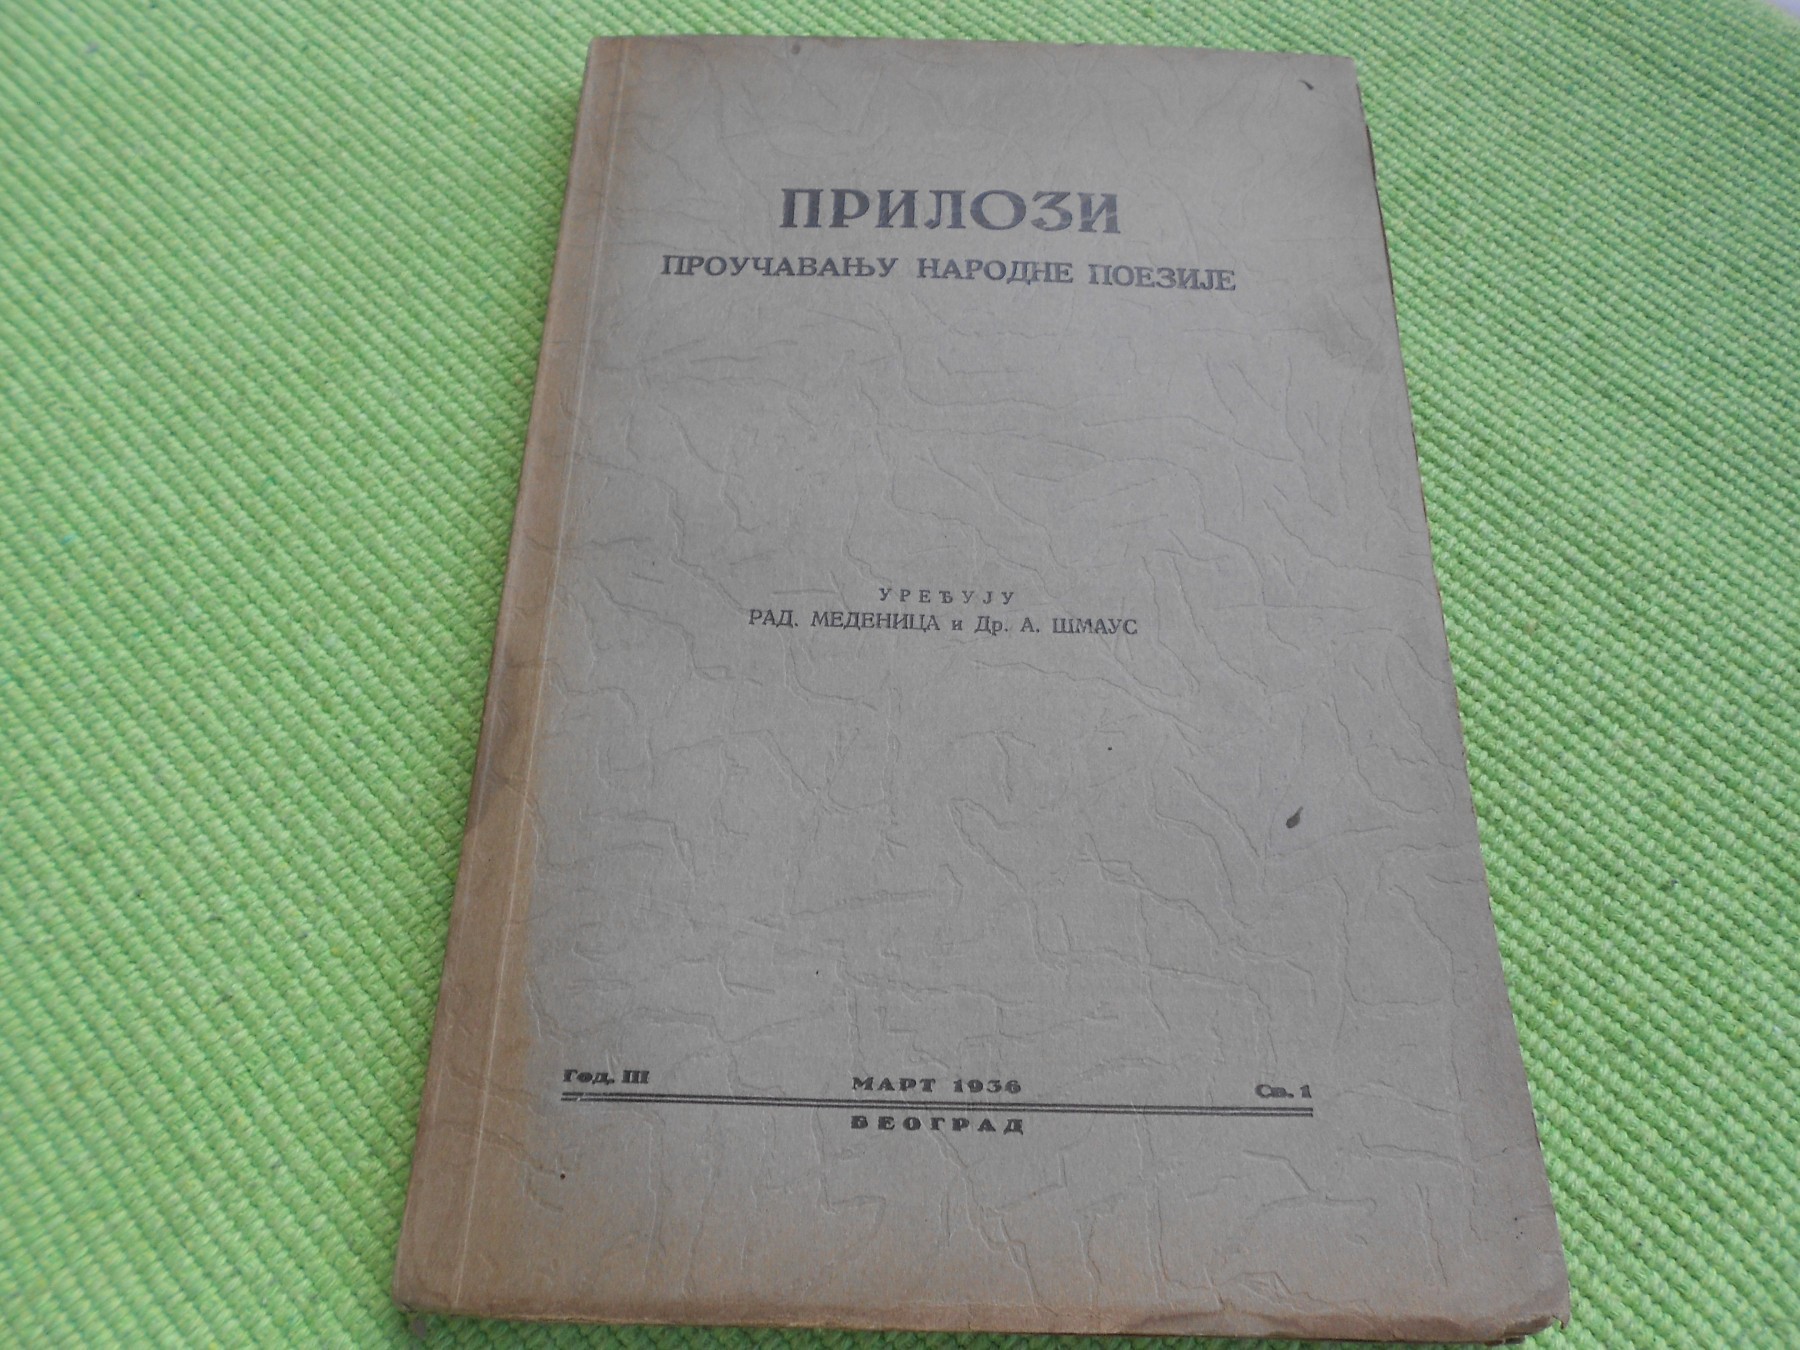 ПРИЛОЗИ
ПРОУЧАВАЊУ НАРОДНЕ ПОЕЗИЈЕ
УРЕЂУЈУ
РАД. МЕДЕНИЦА и Др. А. ШМАУС
Год. III МАРТ 1936 Св. 1
БЕОГРАД